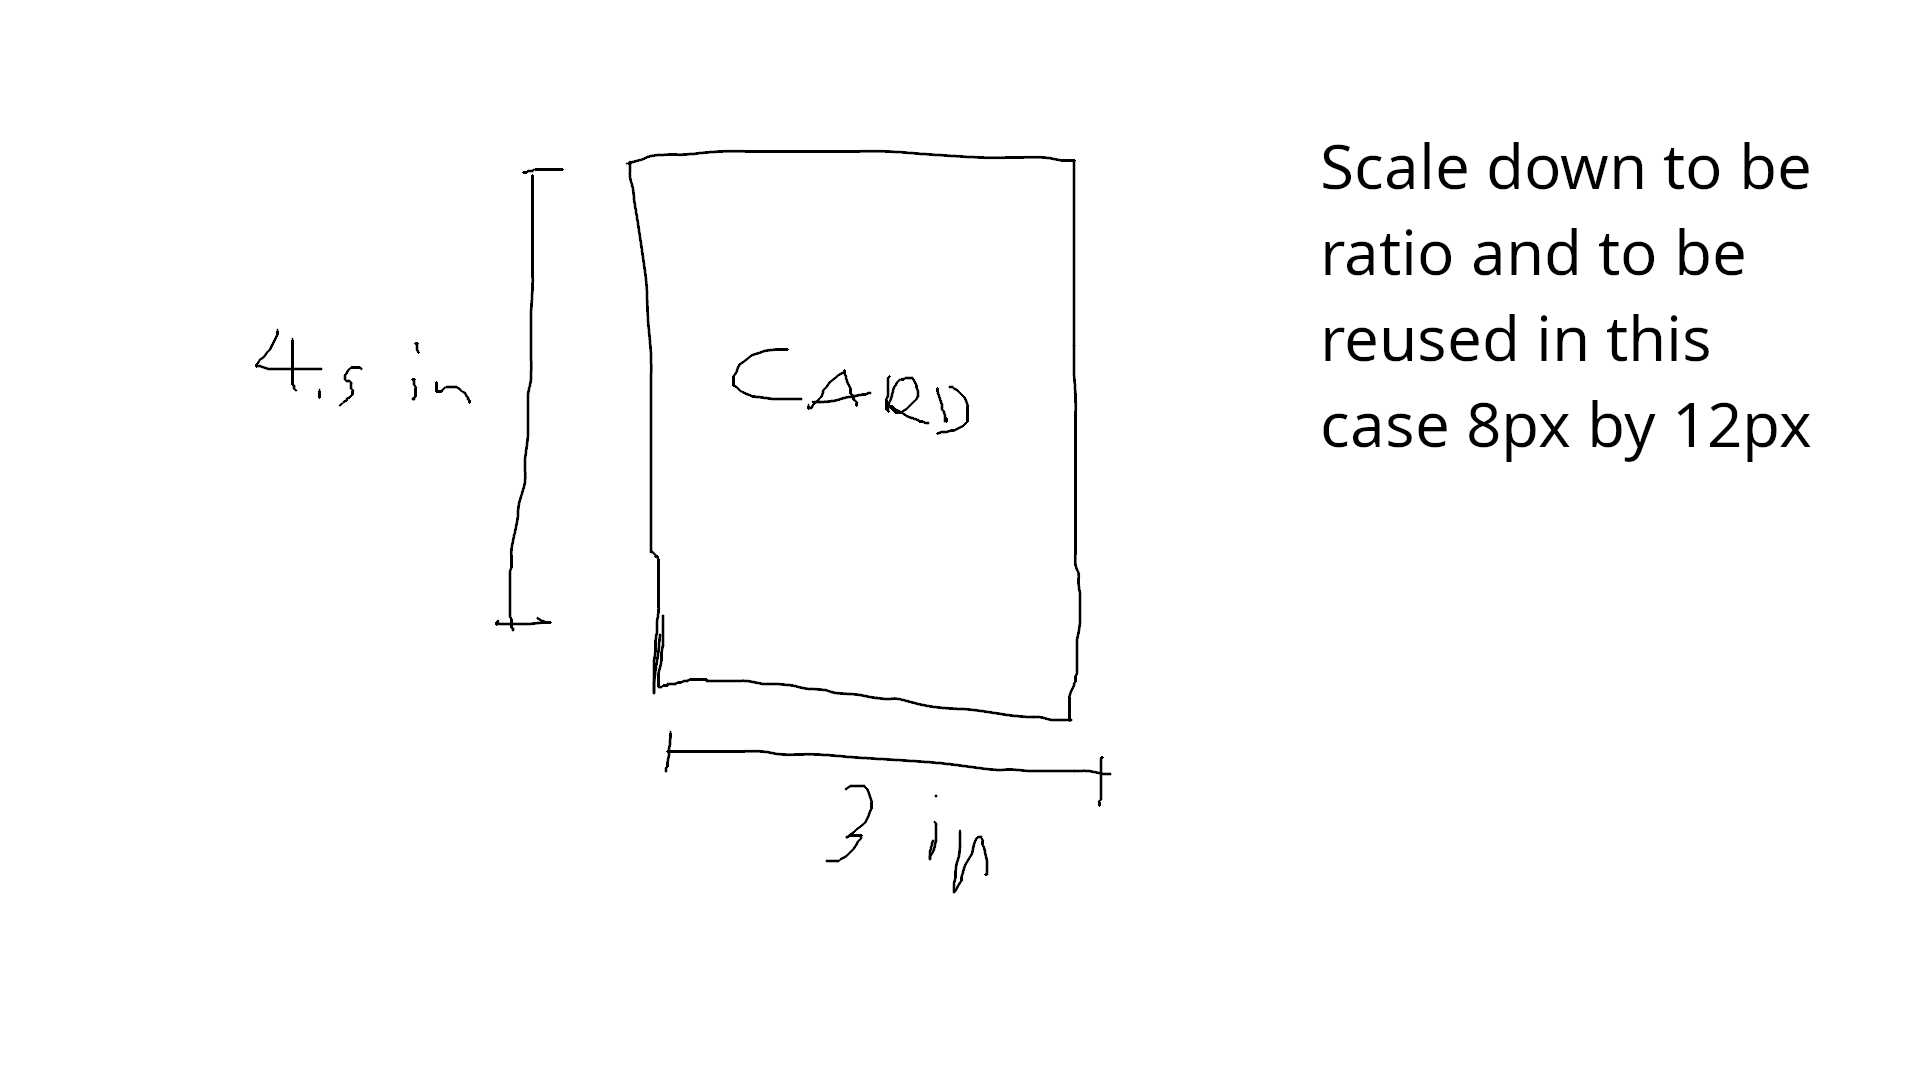 Scale down to be
ratio and to be
reused in this
case 8px by 12px
4.5 in
CARD
3 in